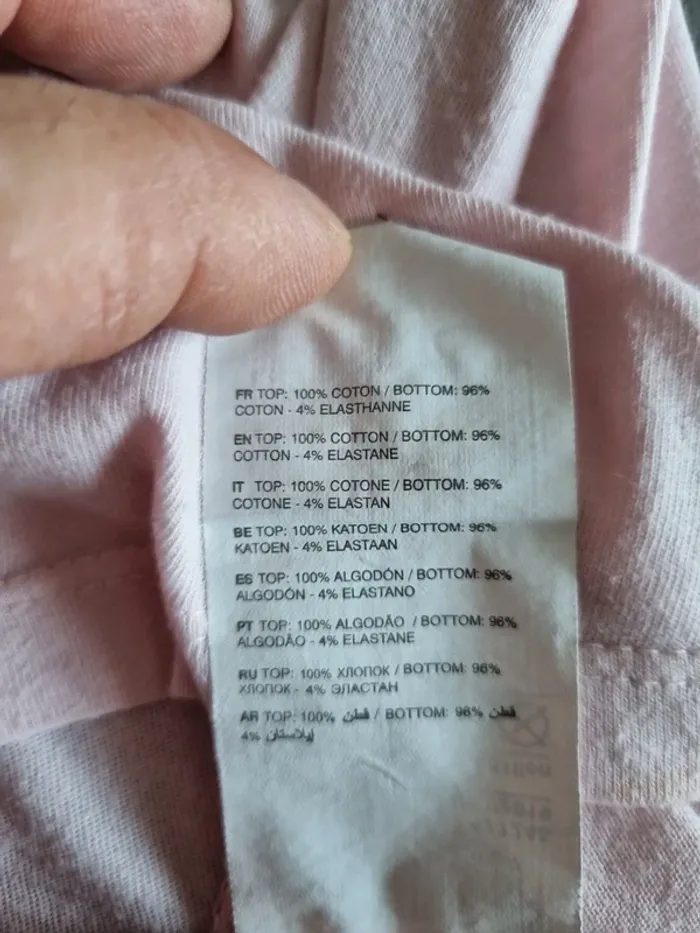 FR TOP: 100% COTON / BOTTOM: 96%
COTON - 4% ELASTHANNE
EN TOP: 100% COTTON / BOTTOM: 96%
COTTON - 4% ELASTANE
IT TOP: 100% COTONE / BOTTOM: 96%
COTONE - 4% ELASTAN
BE TOP: 100% KATOEN / BOTTOM: 96%
KATOEN - 4% ELASTAAN
ES TOP: 100% ALGODÓN / BOTTOM: 96%
ALGODÓN - 4% ELASTANO
PT TOP: 100% ALGODÃO / BOTTOM: 96%
ALGODÃO - 4% ELASTANE
RU TOP: 100% ХЛОПОК / BOTTOM: 96%
ХЛОПОК - 4% ЭЛАСТАН
AR TOP: 100% قطن / BOTTOM: 96% قطن
4% إيلاستان